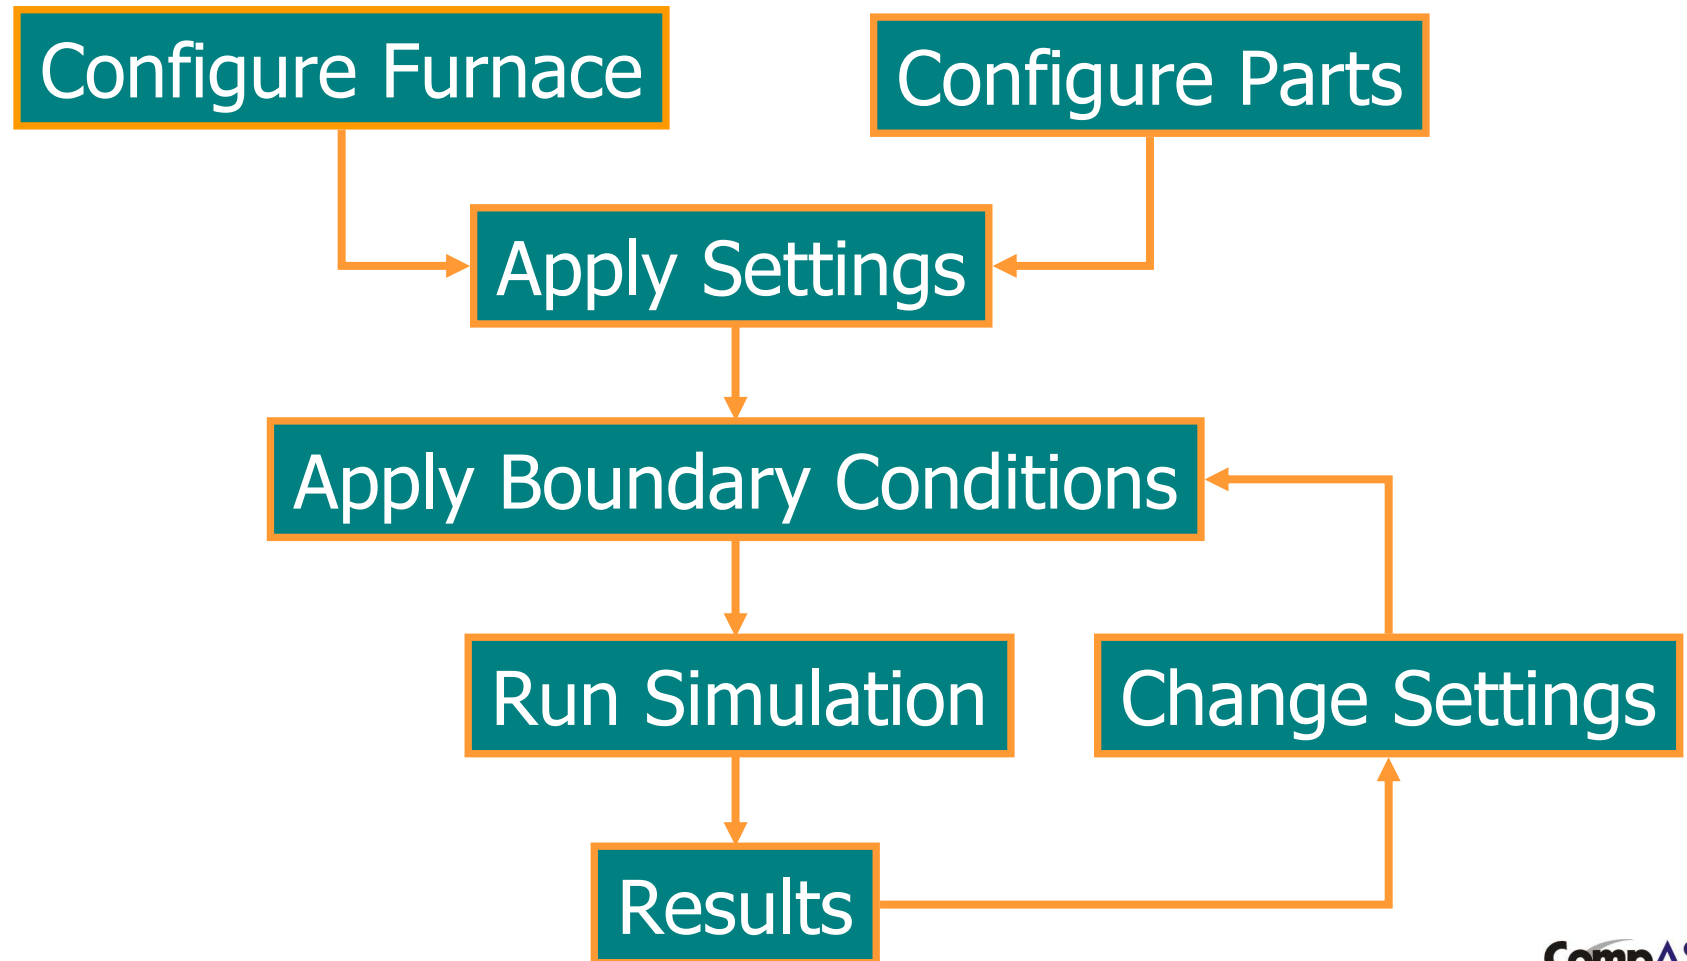 Configure Furnace
Configure Parts
Apply Settings
Apply Boundary Conditions
Run Simulation
Change Settings
Results